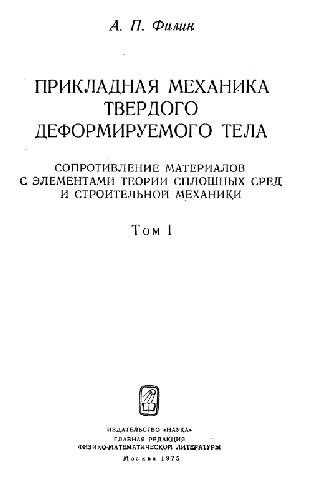 А. П. Филин
ПРИКЛАДНАЯ МЕХАНИКА
ТВЕРДОГО
ДЕФОРМИРУЕМОГО ТЕЛА
СОПРОТИВЛЕНИЕ МАТЕРИАЛОВ
С ЭЛЕМЕНТАМИ ТЕОРИИ СПЛОШНЫХ СРЕД
И СТРОИТЕЛЬНОЙ МЕХАНИКИ
Том I
ИЗДАТЕЛЬСТВО «НАУКА»
ГЛАВНАЯ РЕДАКЦИЯ
ФИЗИКО-МАТЕМАТИЧЕСКОЙ ЛИТЕРАТУРЫ
Москва 1975